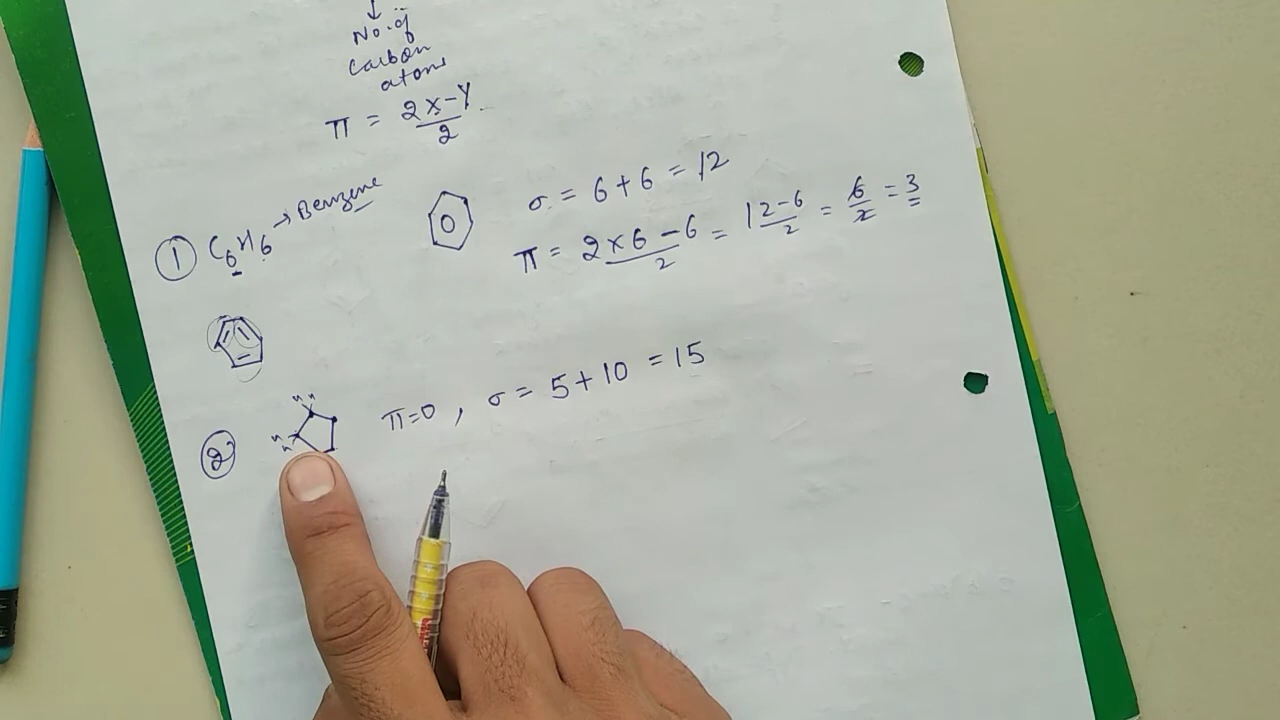 No. of
carbon
atoms
π = 2x-y/2
① C6H6 → Benzene
σ = 6+6 = 12
π = 2×6-6/2 = 12-6/2 = 6/2 = 3
② H H
H
H
π=0, σ = 5+10 = 15